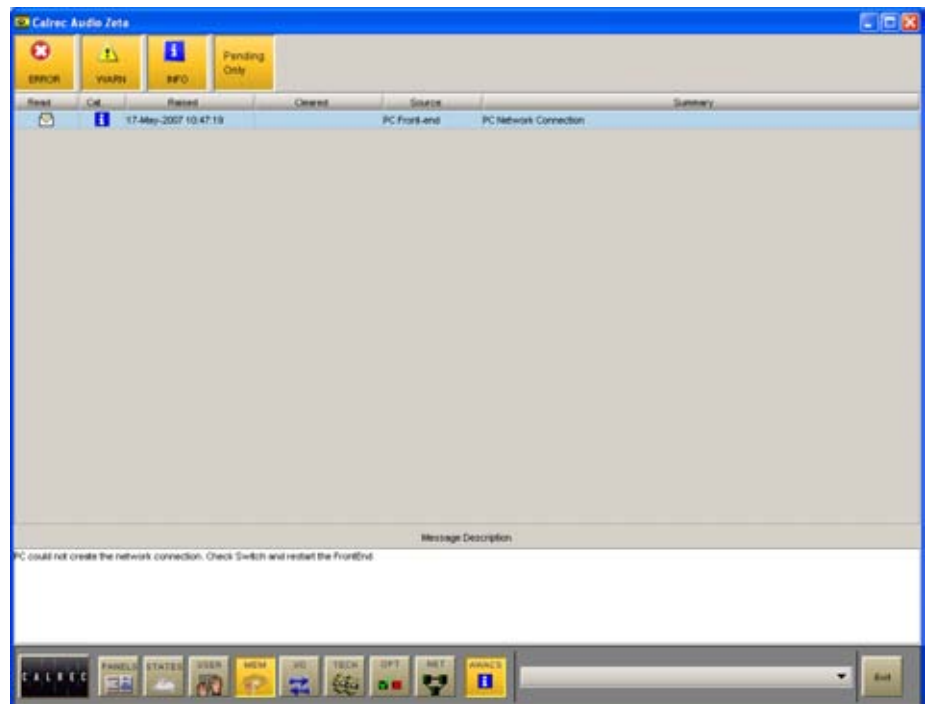 Calrec Audio Zeta
ERROR
WARN
INFO
Pending
Only
Read Cat Raised Cleared Source Summary
17-May-2007 10:47:19 PC Front-end PC Network Connection
Message Description
PC could not create the network connection. Check Switch and restart the FrontEnd
CALREC
PANELS
STATES
USER
MEM
I/O
TECH
OPT
NET
AWACS
Exit